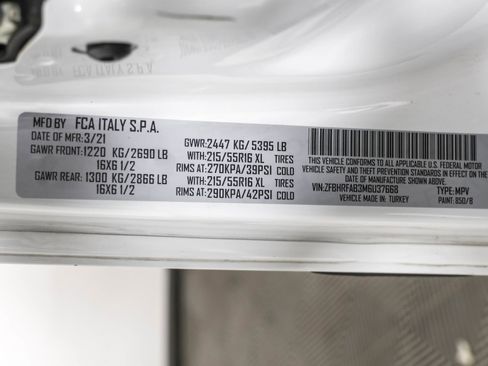 MFD BY FCA ITALY S.P.A.
DATE OF MFR: 3/21 GVWR: 2447 KG/ 5395 LB
GAWR FRONT: 1220 KG/2690 LB WITH: 215/55R16 XL TIRES
16X6 1/2 RIMS AT: 270KPA/39PSI COLD
GAWR REAR: 1300 KG/2866 LB WITH: 215/55R16 XL TIRES
16X6 1/2 RIMS AT: 290KPA/42PSI COLD
THIS VEHICLE CONFORMS TO ALL APPLICABLE U.S. FEDERAL MOTOR
VEHICLE SAFETY, BUMPER, AND THEFT PREVENTION STANDARDS IN EFFECT ON THE
DATE OF MANUFACTURE SHOWN ABOVE.
VIN: ZFBHRFAB3M6U37668 TYPE: MPV
VEHICLE MADE IN: TURKEY PAINT: 850/B